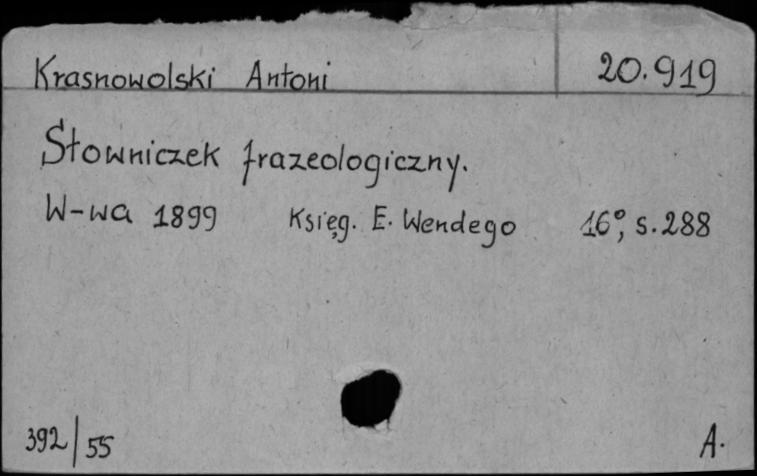 Krasnowolski Antoni 20.919
Słowniczek frazeologiczny.
W-wa 1899 Księg. E. Wendego 16°, s. 288
392/55 A.